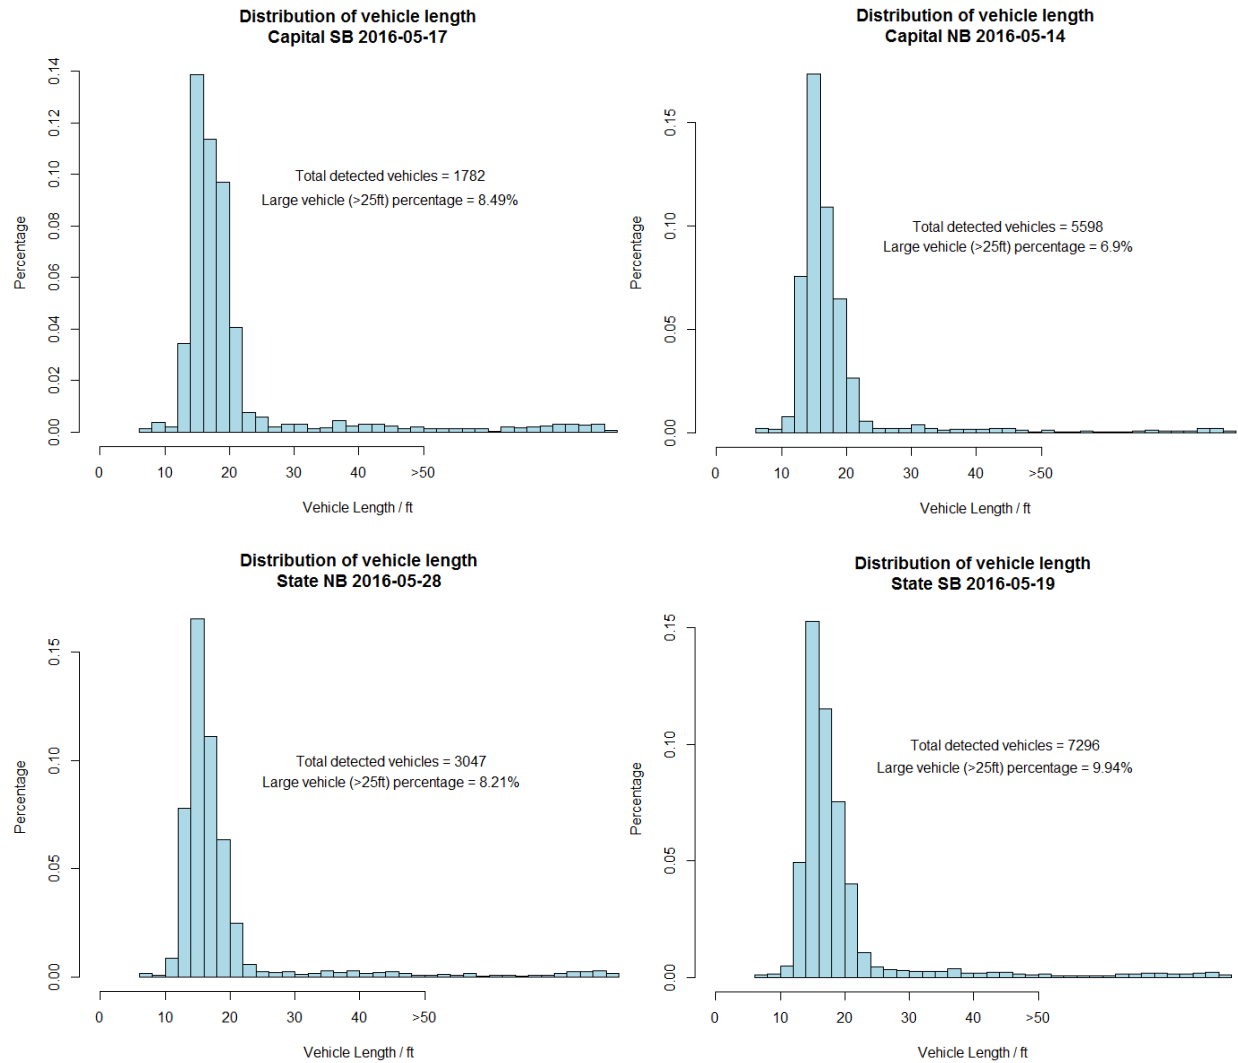 Distribution of vehicle length
Capital SB 2016-05-17
Percentage
0.14
0.12
0.10
0.08
0.06
0.04
0.02
0.00
Total detected vehicles = 1782
Large vehicle (>25ft) percentage = 8.49%
0 10 20 30 40 >50
Vehicle Length / ft
Distribution of vehicle length
Capital NB 2016-05-14
Percentage
0.15
0.10
0.05
0.00
Total detected vehicles = 5598
Large vehicle (>25ft) percentage = 6.9%
0 10 20 30 40 >50
Vehicle Length / ft
Distribution of vehicle length
State NB 2016-05-28
Percentage
0.15
0.10
0.05
0.00
Total detected vehicles = 3047
Large vehicle (>25ft) percentage = 8.21%
0 10 20 30 40 >50
Vehicle Length / ft
Distribution of vehicle length
State SB 2016-05-19
Percentage
0.15
0.10
0.05
0.00
Total detected vehicles = 7296
Large vehicle (>25ft) percentage = 9.94%
0 10 20 30 40 >50
Vehicle Length / ft